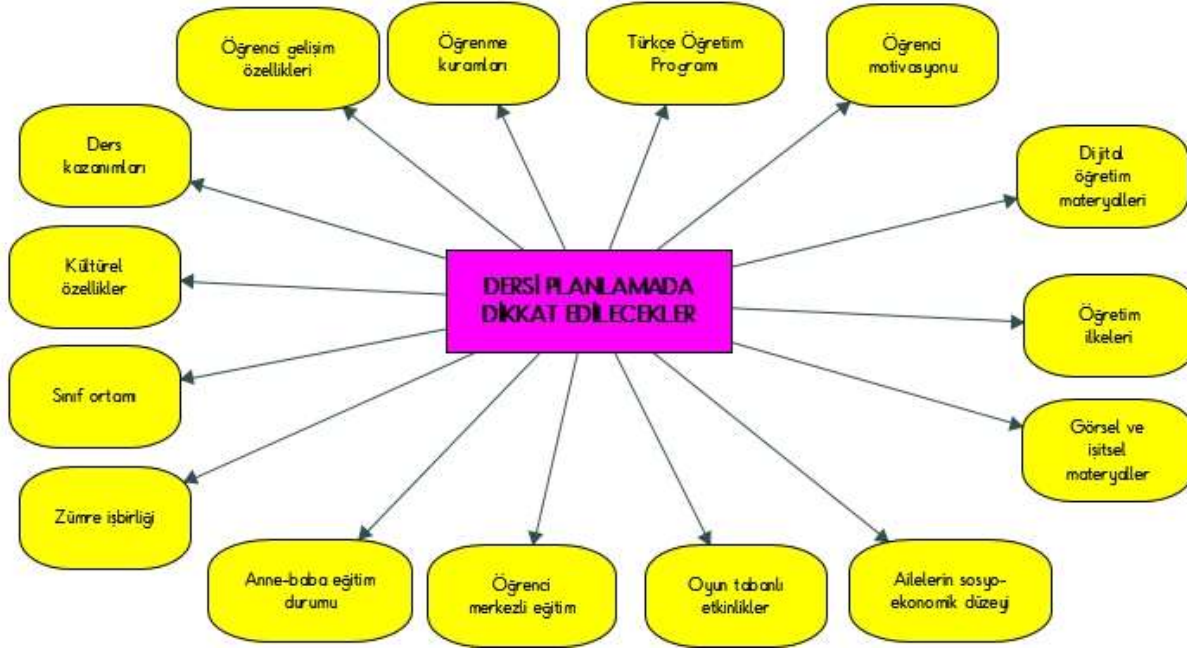 Öğrenci gelişim
özellikleri
Öğrenme
kuramları
Türkçe Öğretim
Programı
Öğrenci
motivasyonu
Ders
kazanımları
Dijital
öğretim
materyalleri
Kültürel
özellikler
DERSİ PLANLAMADA
DİKKAT EDİLECEKLER
Öğretim
ilkeleri
Sınıf ortamı
Görsel ve
işitsel
materyaller
Zümre işbirliği
Anne-baba eğitim
durumu
Öğrenci
merkezli eğitim
Oyun tabanlı
etkinlikler
Ailelerin sosyo-
ekonomik düzeyi